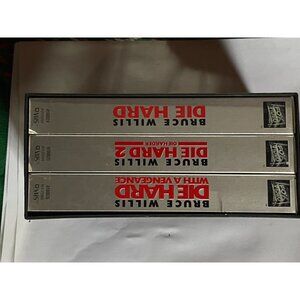 BRUCE WILLIS
DIE HARD
BRUCE WILLIS
DIE HARD 2
DIE HARDER
BRUCE WILLIS
DIE HARD
WITH A VENGEANCE